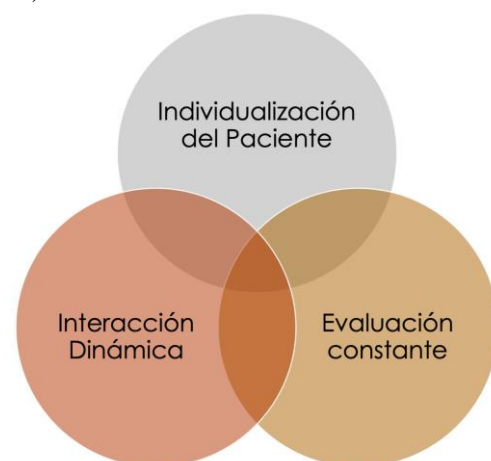 Individualización
del Paciente
Interacción
Dinámica
Evaluación
constante